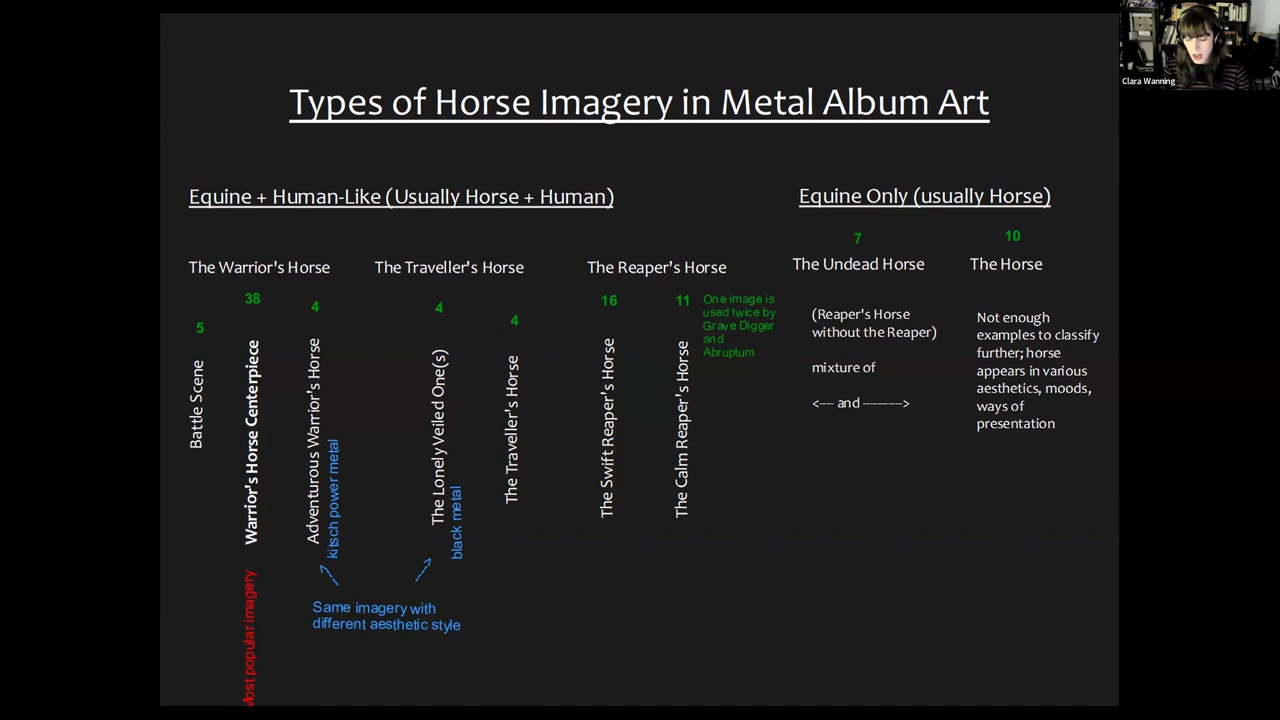 Clara Wanning
Types of Horse Imagery in Metal Album Art
Equine + Human-Like (Usually Horse + Human)
The Warrior's Horse
5
Battle Scene
38
Warrior's Horse Centerpiece
Most popular imagery
4
Adventurous Warrior's Horse
kitsch power metal
The Traveller's Horse
4
The Lonely Veiled One(s)
black metal
4
The Traveller's Horse
Same imagery with
different aesthetic style
The Reaper's Horse
16
The Swift Reaper's Horse
11
The Calm Reaper's Horse
One image is
used twice by
Grave Digger
and
Abruptum
Equine Only (usually Horse)
7
The Undead Horse
(Reaper's Horse
without the Reaper)
mixture of
<-- and ------>
10
The Horse
Not enough
examples to classify
further; horse
appears in various
aesthetics, moods,
ways of
presentation